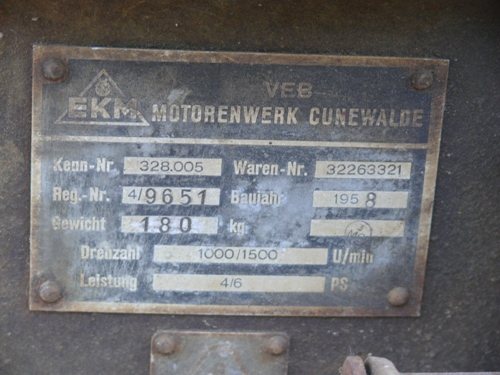 VEB
EKM MOTORENWERK CUNEWALDE
Kenn-Nr. 328.005 Waren-Nr. 32263321
Reg.-Nr. 4/9651 Baujahr 1958
Gewicht 180 kg
Drehzahl 1000/1500 U/min
Leistung 4/6 PS